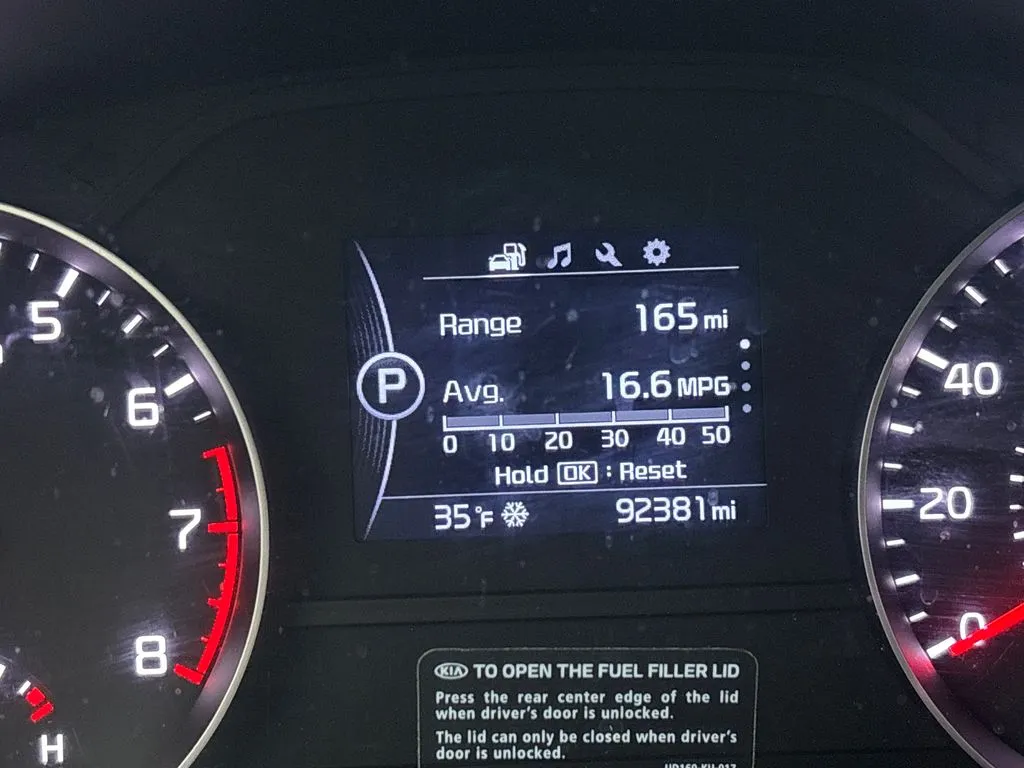 5
6
7
8
H
Range 165 mi
P
Avg. 16.6 MPG
0 10 20 30 40 50
Hold OK : Reset
35°F 92381 mi
40
20
0
KIA TO OPEN THE FUEL FILLER LID
Press the rear center edge of the lid
when driver's door is unlocked.
The lid can only be closed when driver's
door is unlocked.